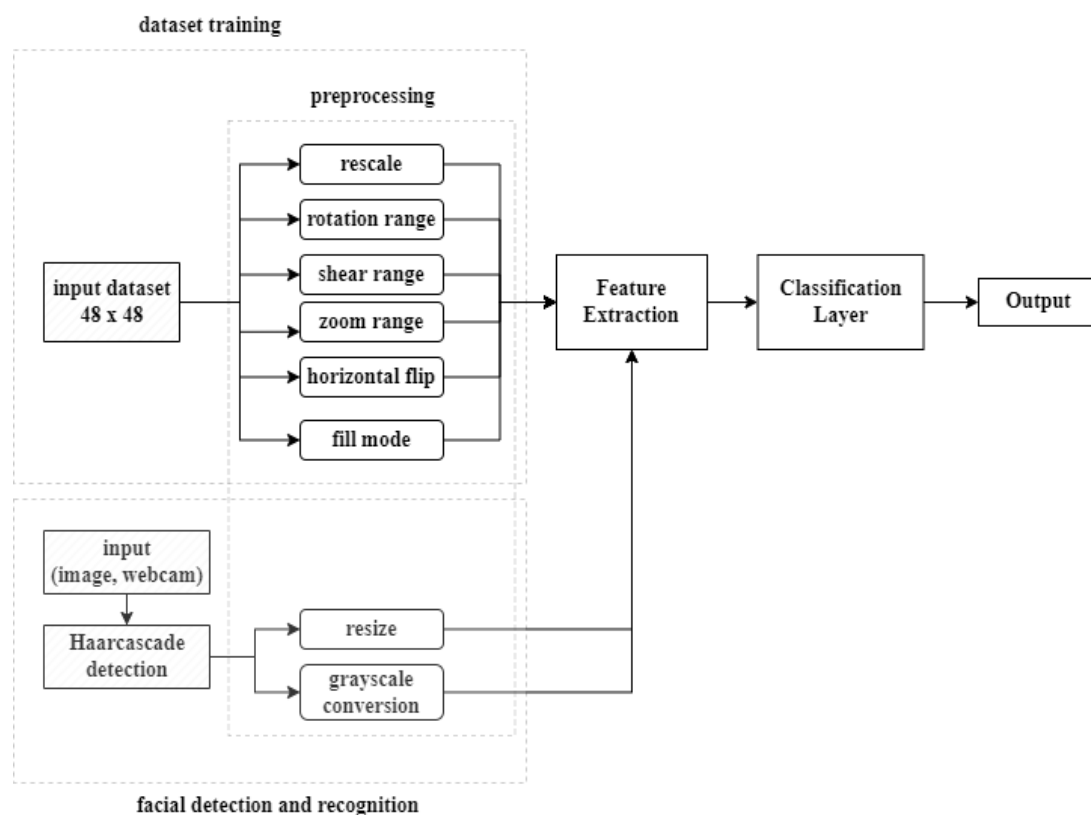 dataset training
preprocessing
rescale
rotation range
shear range
zoom range
horizontal flip
fill mode
input dataset
48 x 48
Feature
Extraction
Classification
Layer
Output
input
(image, webcam)
Haarcascade
detection
resize
grayscale
conversion
facial detection and recognition